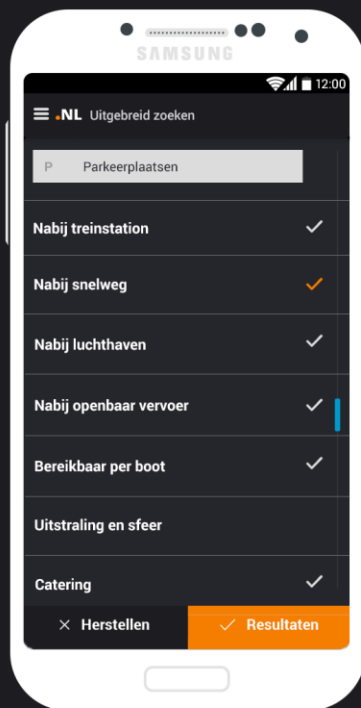 SAMSUNG
12:00
.NL Uitgebreid zoeken
P Parkeerplaatsen
Nabij treinstation
Nabij snelweg
Nabij luchthaven
Nabij openbaar vervoer
Bereikbaar per boot
Uitstraling en sfeer
Catering
Herstellen
Resultaten